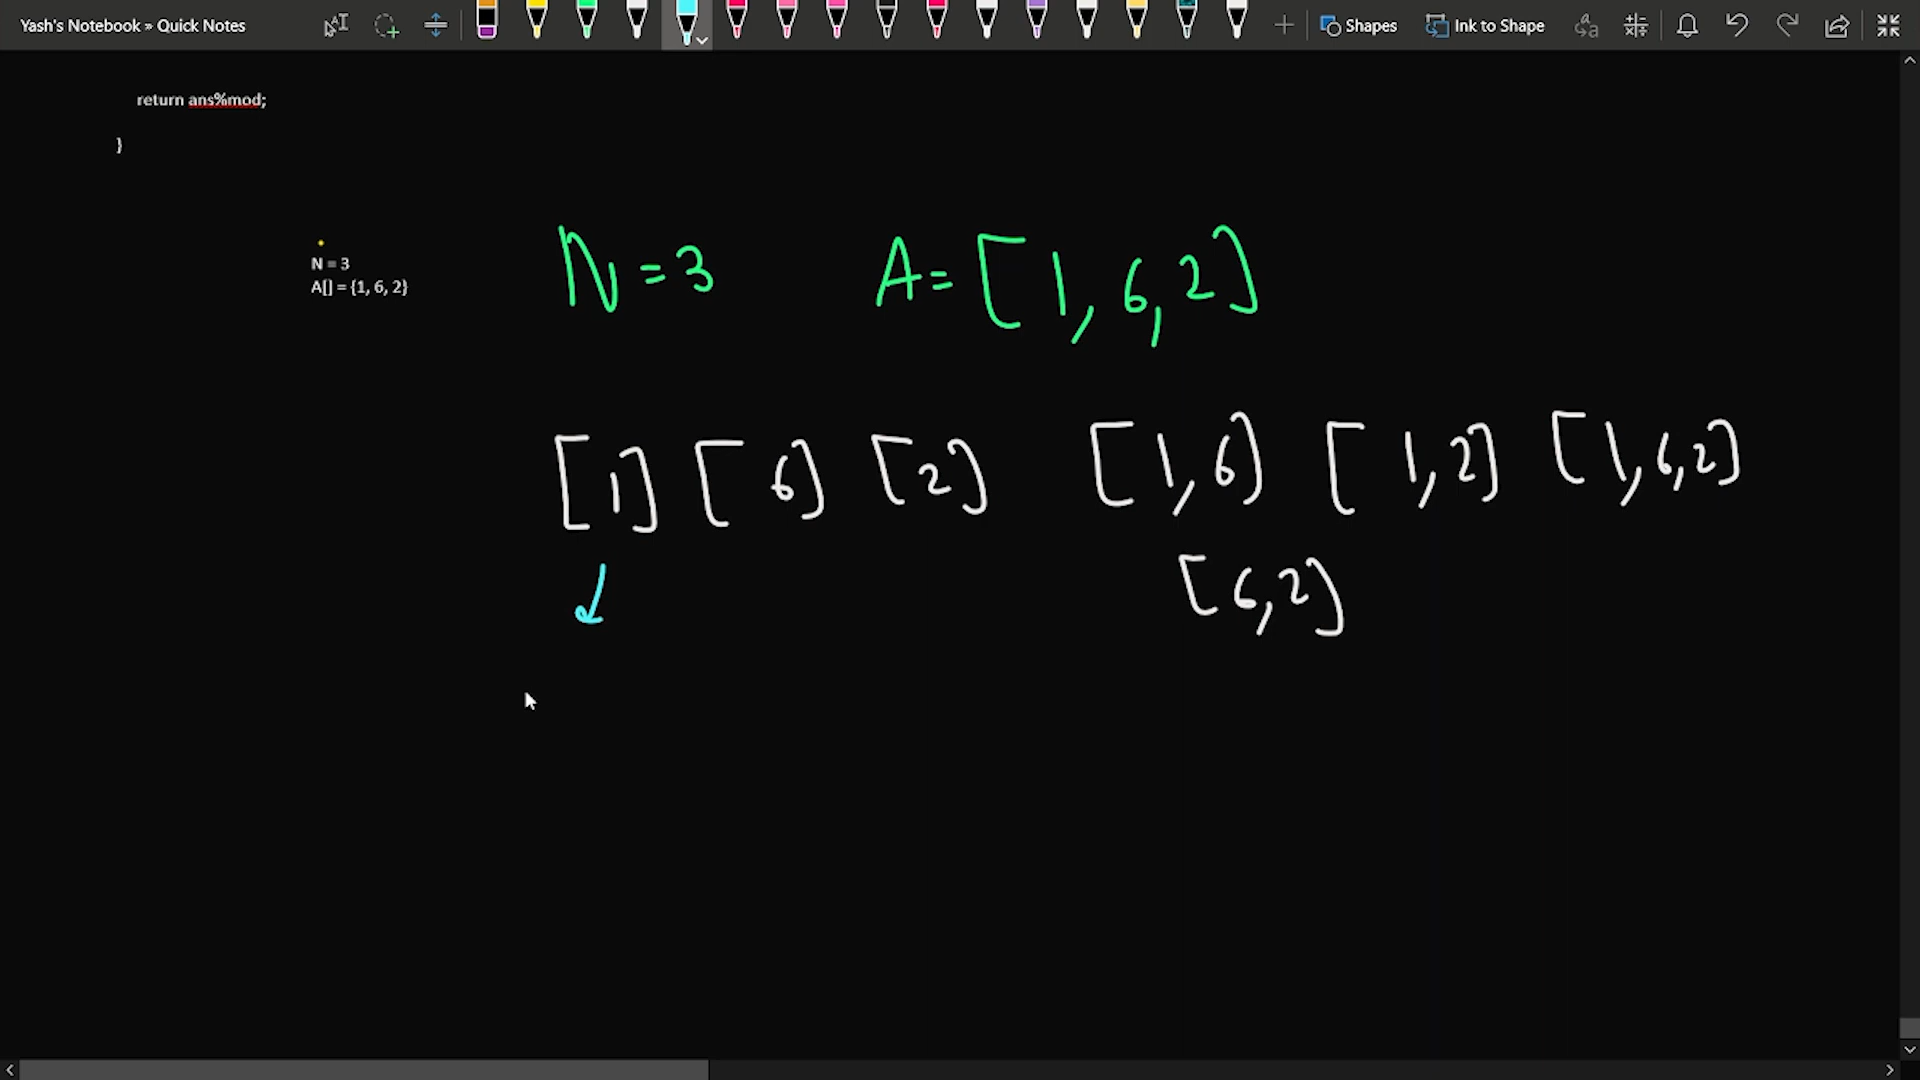 Yash's Notebook » Quick Notes
Shapes
Ink to Shape
return ans%mod;
}
N = 3
A[] = {1, 6, 2}
N = 3 A = [1, 6, 2]
[1] [6] [2] [1, 6] [1, 2] [1, 6, 2]
[6, 2]